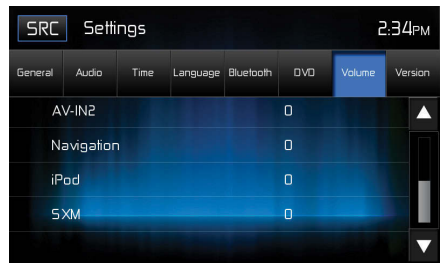 SRC Settings 2:34PM
General Audio Time Language Bluetooth DVD Volume Version
AV-IN2 0
Navigation 0
iPod 0
SXM 0